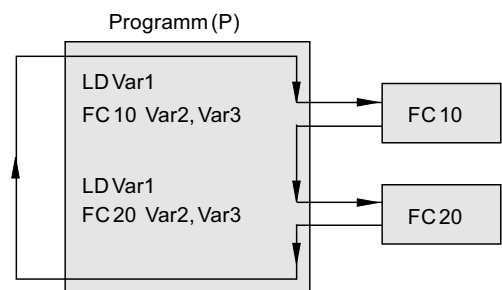 Programm (P)
LD Var1
FC 10 Var2, Var3
FC 10
LD Var1
FC 20 Var2, Var3
FC 20